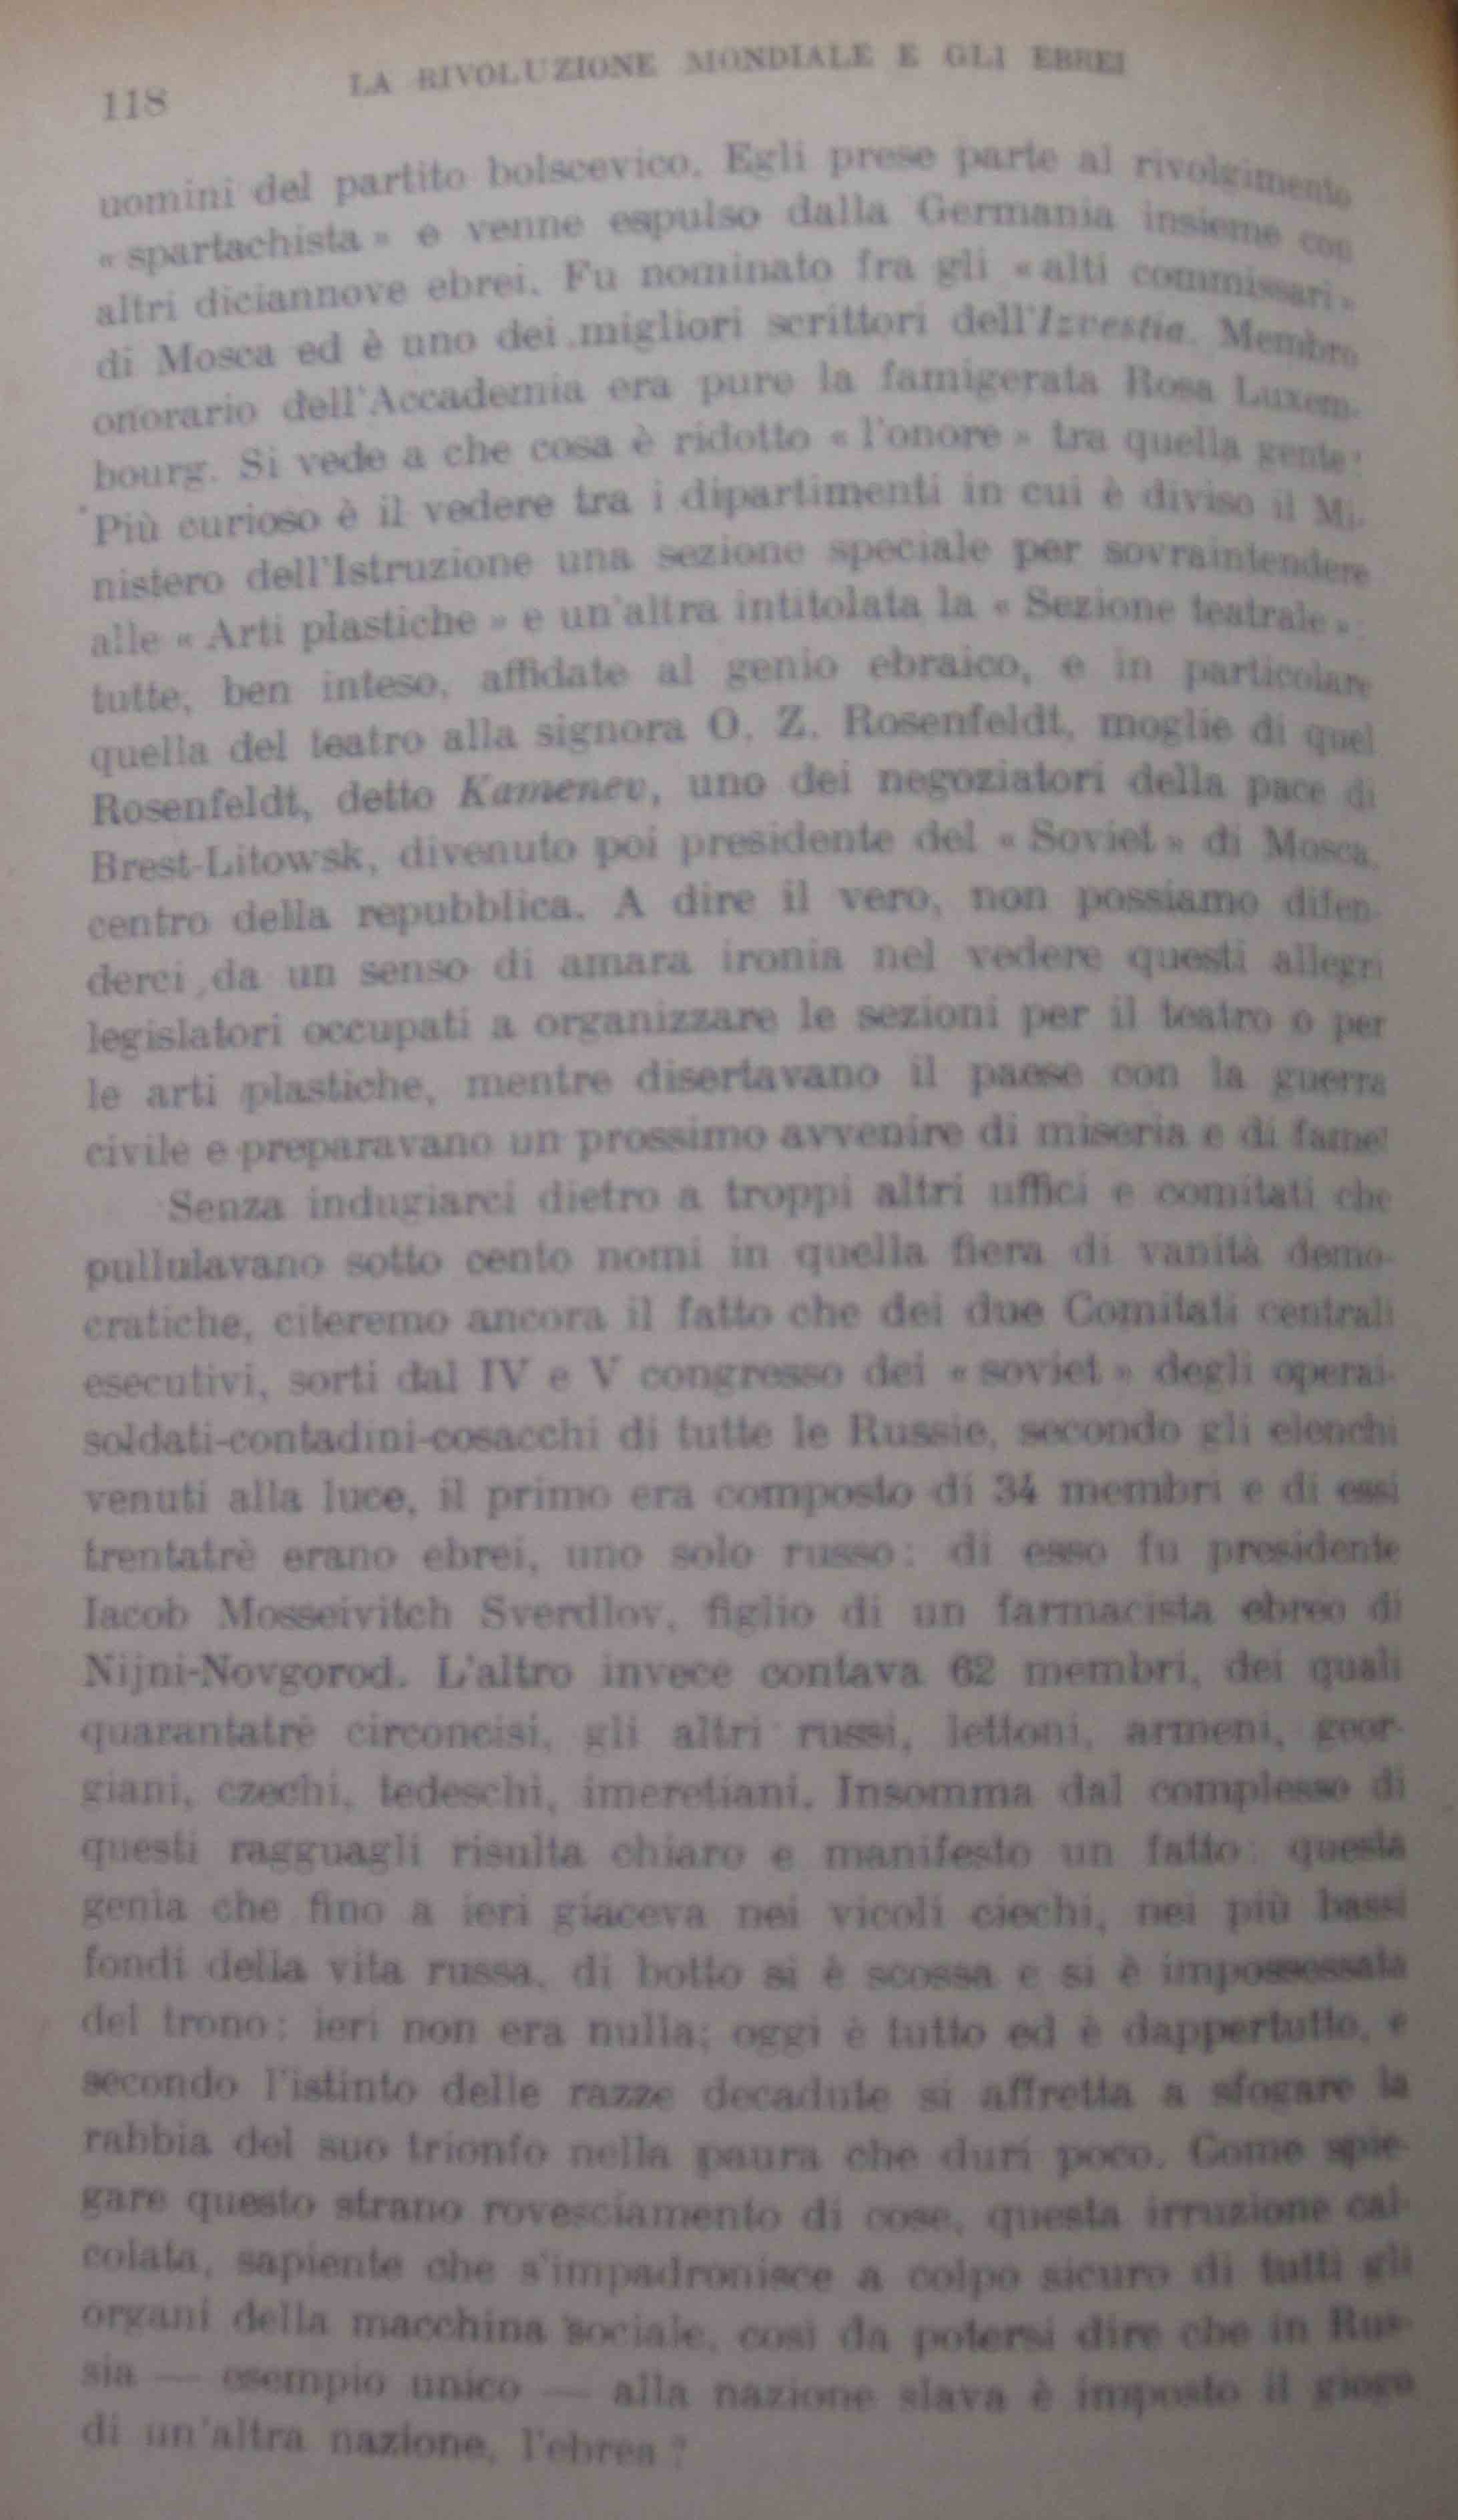 118
LA RIVOLUZIONE MONDIALE E GLI EBREI
uomini del partito bolscevico. Egli prese parte al rivolgimento
« spartachista » e venne espulso dalla Germania insieme con
altri diciannove ebrei. Fu nominato fra gli « alti commissari »
di Mosca ed è uno dei migliori scrittori dell'Izvestia. Membro
onorario dell'Accademia era pure la famigerata Rosa Luxem-
bourg. Si vede a che cosa è ridotto « l'onore » tra quella gente!
Più curioso è il vedere tra i dipartimenti in cui è diviso il Mi-
nistero dell'Istruzione una sezione speciale per sovraintendere
alle « Arti plastiche » e un'altra intitolata la « Sezione teatrale »:
tutte, ben inteso, affidate al genio ebraico, e in particolare
quella del teatro alla signora O. Z. Rosenfeldt, moglie di quel
Rosenfeldt, detto Kamenev, uno dei negoziatori della pace di
Brest-Litowsk, divenuto poi presidente del « Soviet » di Mosca,
centro della repubblica. A dire il vero, non possiamo difen-
derci da un senso di amara ironia nel vedere questi allegri
legislatori occupati a organizzare le sezioni per il teatro o per
le arti plastiche, mentre disertavano il paese con la guerra
civile e preparavano un prossimo avvenire di miseria e di fame!
Senza indugiarci dietro a troppi altri uffici e comitati che
pullulavano sotto cento nomi in quella fiera di vanità demo-
cratiche, citeremo ancora il fatto che dei due Comitati centrali
esecutivi, sorti dal IV e V congresso dei « soviet » degli operai-
soldati-contadini-cosacchi di tutte le Russie, secondo gli elenchi
venuti alla luce, il primo era composto di 34 membri e di essi
trentatrè erano ebrei, uno solo russo: di esso fu presidente
Iacob Mosseivitch Sverdlov, figlio di un farmacista ebreo di
Nijni-Novgorod. L'altro invece contava 62 membri, dei quali
quarantatrè circoncisi, gli altri russi, lettoni, armeni, geor-
giani, czechi, tedeschi, imeretiani. Insomma dal complesso di
questi ragguagli risulta chiaro e manifesto un fatto: questa
genia che fino a ieri giaceva nei vicoli ciechi, nei più bassi
fondi della vita russa, di botto si è scossa e si è impossessata
del trono; ieri non era nulla; oggi è tutto ed è dappertutto, e
secondo l'istinto delle razze decadute si affretta a sfogare la
rabbia del suo trionfo nella paura che duri poco. Come spie-
gare questo strano rovesciamento di cose, questa irruzione cal-
colata, sapiente che s'impadronisce a colpo sicuro di tutti gli
organi della macchina sociale, così da potersi dire che in Rus-
sia — esempio unico — alla nazione slava è imposto il giogo
di un'altra nazione, l'ebrea?